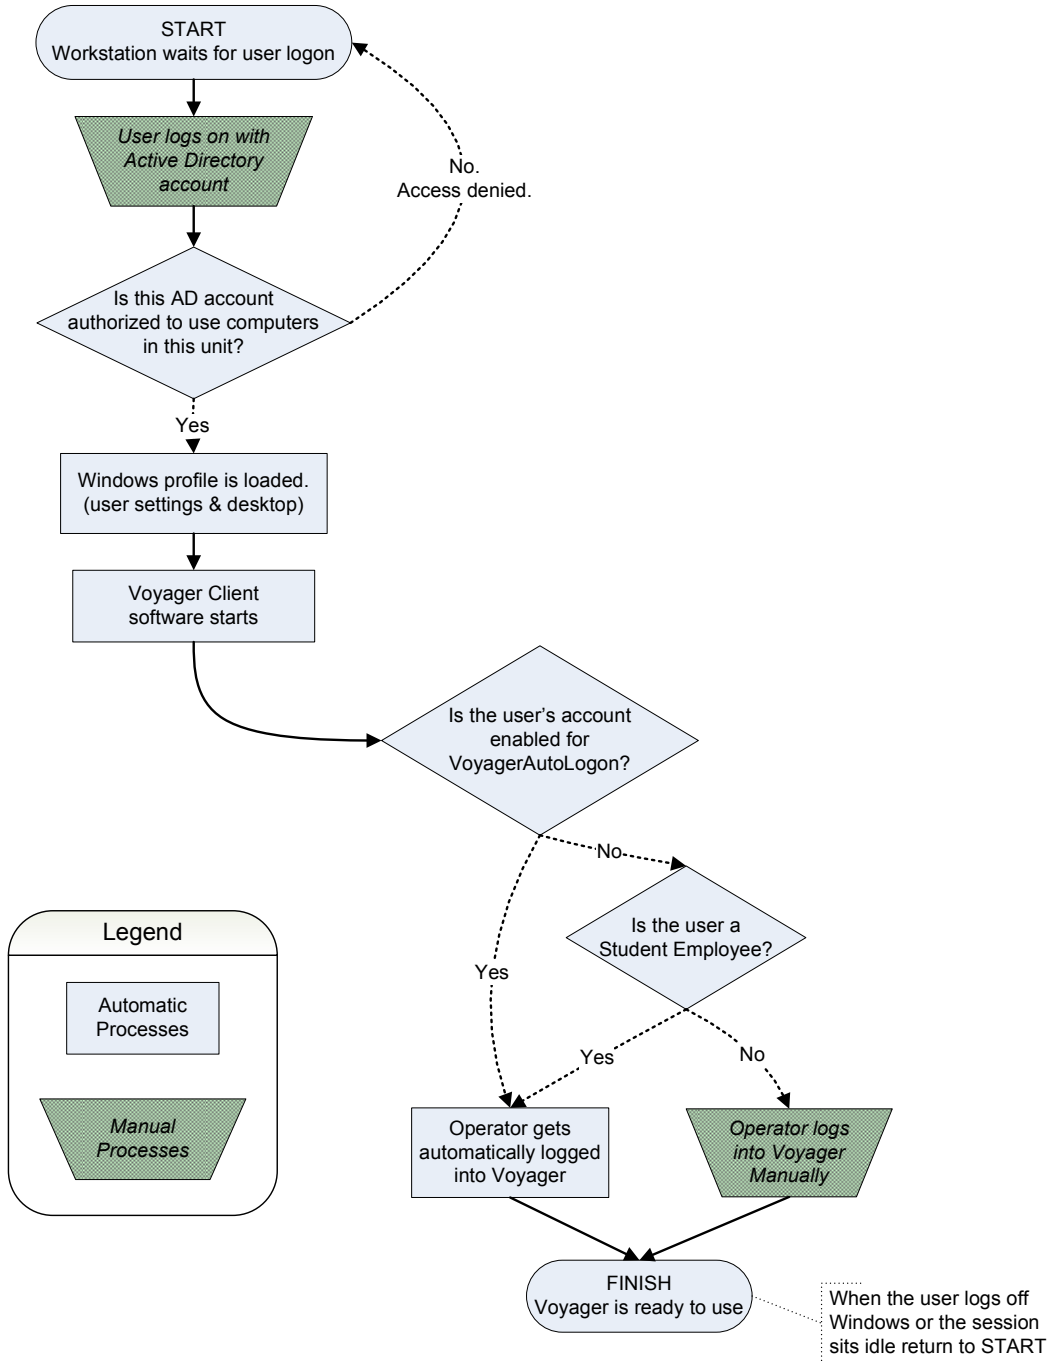 START
Workstation waits for user logon
User logs on with
Active Directory
account
No.
Access denied.
Is this AD account
authorized to use computers
in this unit?
Yes
Windows profile is loaded.
(user settings & desktop)
Voyager Client
software starts
Is the user's account
enabled for
VoyagerAutoLogon?
No
Is the user a
Student Employee?
Yes
Yes
No
Operator gets
automatically logged
into Voyager
Operator logs
into Voyager
Manually
FINISH
Voyager is ready to use
When the user logs off
Windows or the session
sits idle return to START
Legend
Automatic
Processes
Manual
Processes